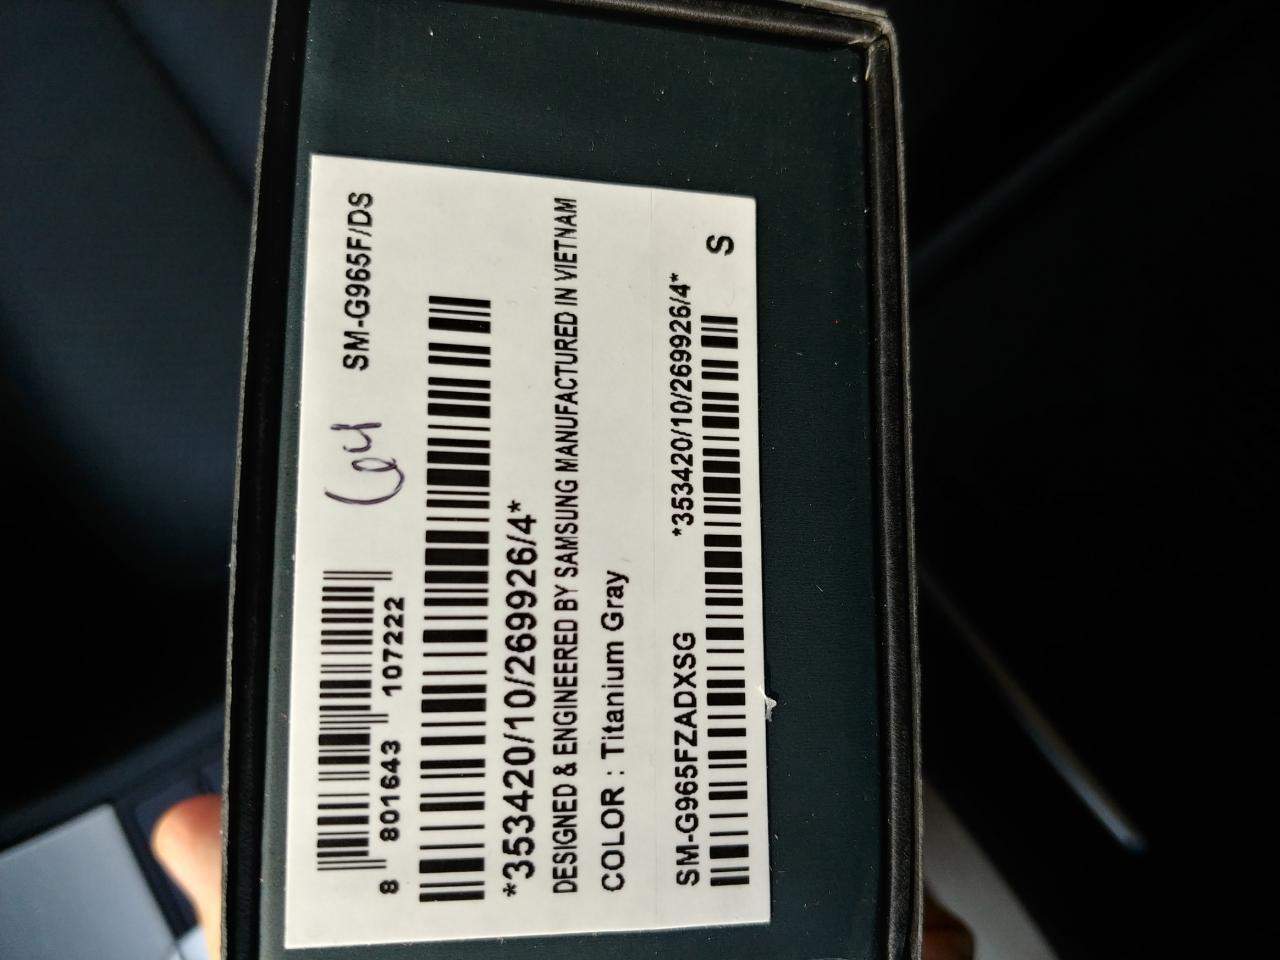 64 SM-G965F/DS
8 801643 107222
*353420/10/269926/4*
DESIGNED & ENGINEERED BY SAMSUNG MANUFACTURED IN VIETNAM
COLOR : Titanium Gray
SM-G965FZADXSG *353420/10/269926/4*
S